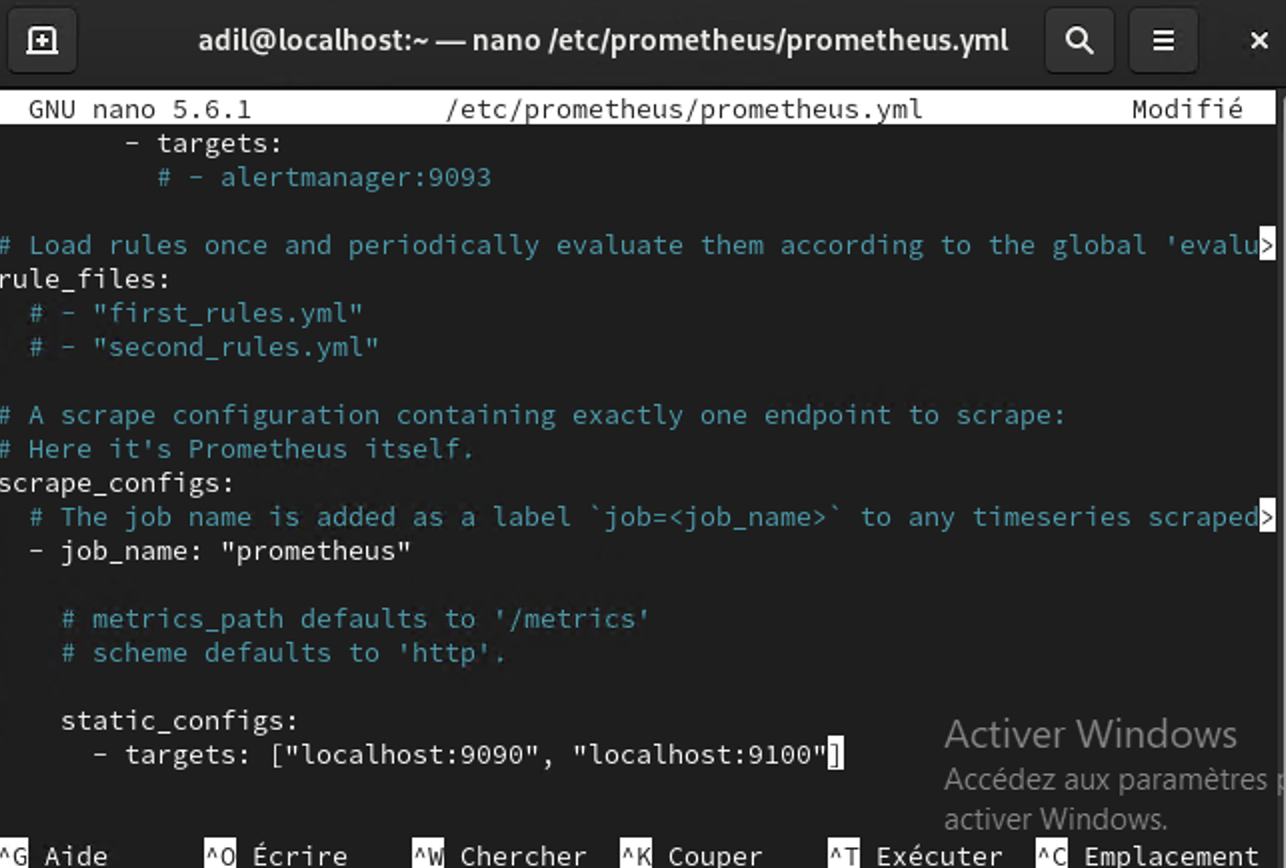 adil@localhost:~ — nano /etc/prometheus/prometheus.yml
GNU nano 5.6.1 /etc/prometheus/prometheus.yml Modifié
- targets:
# - alertmanager:9093
# Load rules once and periodically evaluate them according to the global 'evalu>
rule_files:
# - "first_rules.yml"
# - "second_rules.yml"
# A scrape configuration containing exactly one endpoint to scrape:
# Here it's Prometheus itself.
scrape_configs:
# The job name is added as a label `job=<job_name>` to any timeseries scraped>
- job_name: "prometheus"
# metrics_path defaults to '/metrics'
# scheme defaults to 'http'.
static_configs:
- targets: ["localhost:9090", "localhost:9100"]
Activer Windows
Accédez aux paramètres
activer Windows.
^G Aide ^O Écrire ^W Chercher ^K Couper ^T Exécuter ^C Emplacement